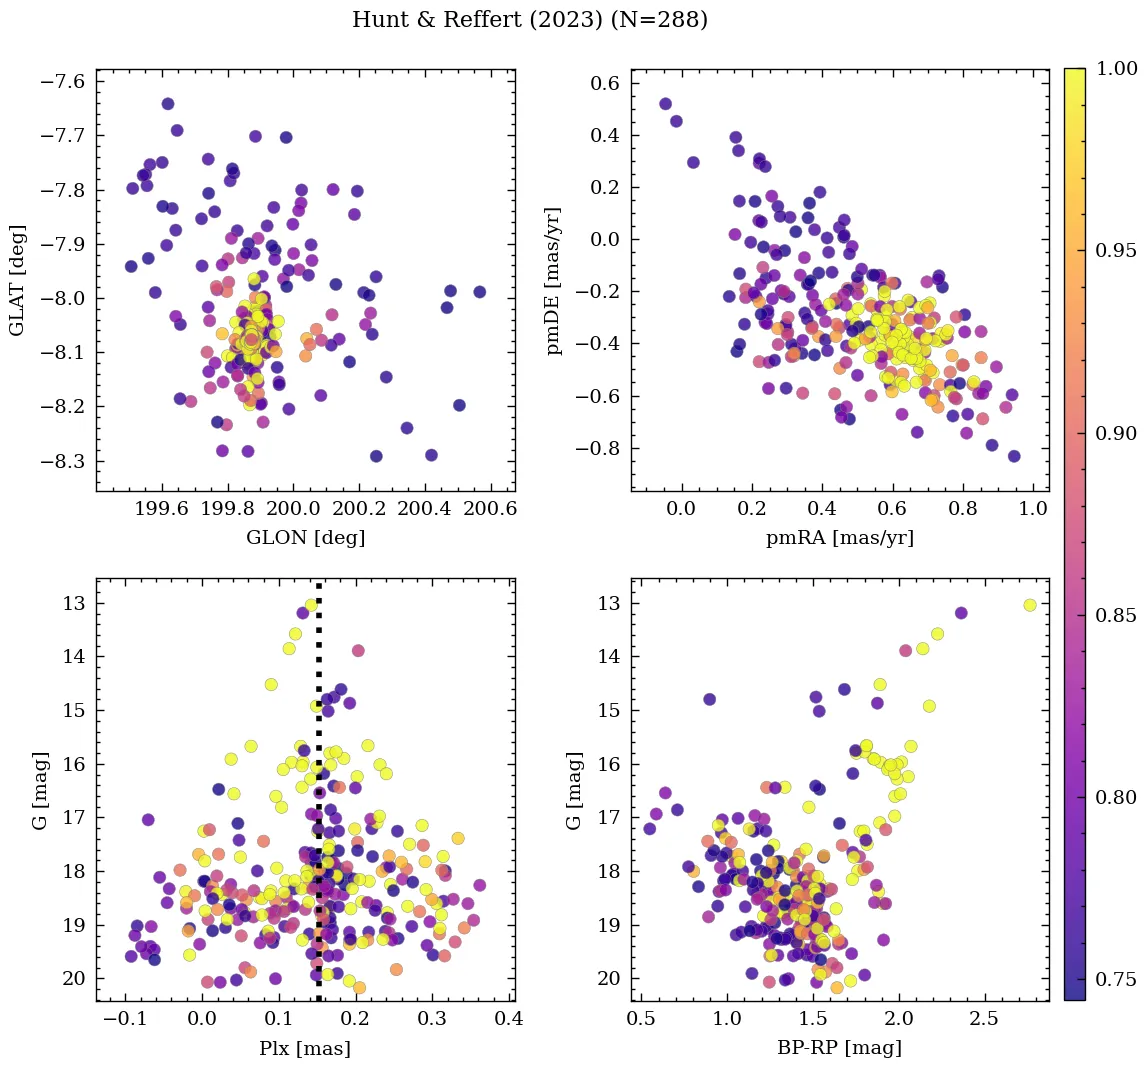 Hunt & Reffert (2023) (N=288)
−7.6
−7.7
−7.8
−7.9
−8.0
−8.1
−8.2
−8.3
GLAT [deg]
199.6 199.8 200.0 200.2 200.4 200.6
GLON [deg]
0.6
0.4
0.2
0.0
−0.2
−0.4
−0.6
−0.8
pmDE [mas/yr]
0.0 0.2 0.4 0.6 0.8 1.0
pmRA [mas/yr]
13
14
15
16
17
18
19
20
G [mag]
−0.1 0.0 0.1 0.2 0.3 0.4
Plx [mas]
13
14
15
16
17
18
19
20
G [mag]
0.5 1.0 1.5 2.0 2.5
BP-RP [mag]
1.00
0.95
0.90
0.85
0.80
0.75